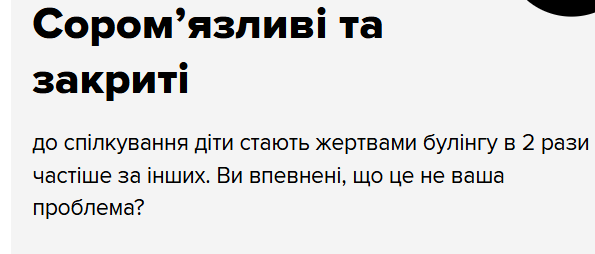 Сором’язливі та
закриті
до спілкування діти стають жертвами булінгу в 2 рази
частіше за інших. Ви впевнені, що це не ваша
проблема?